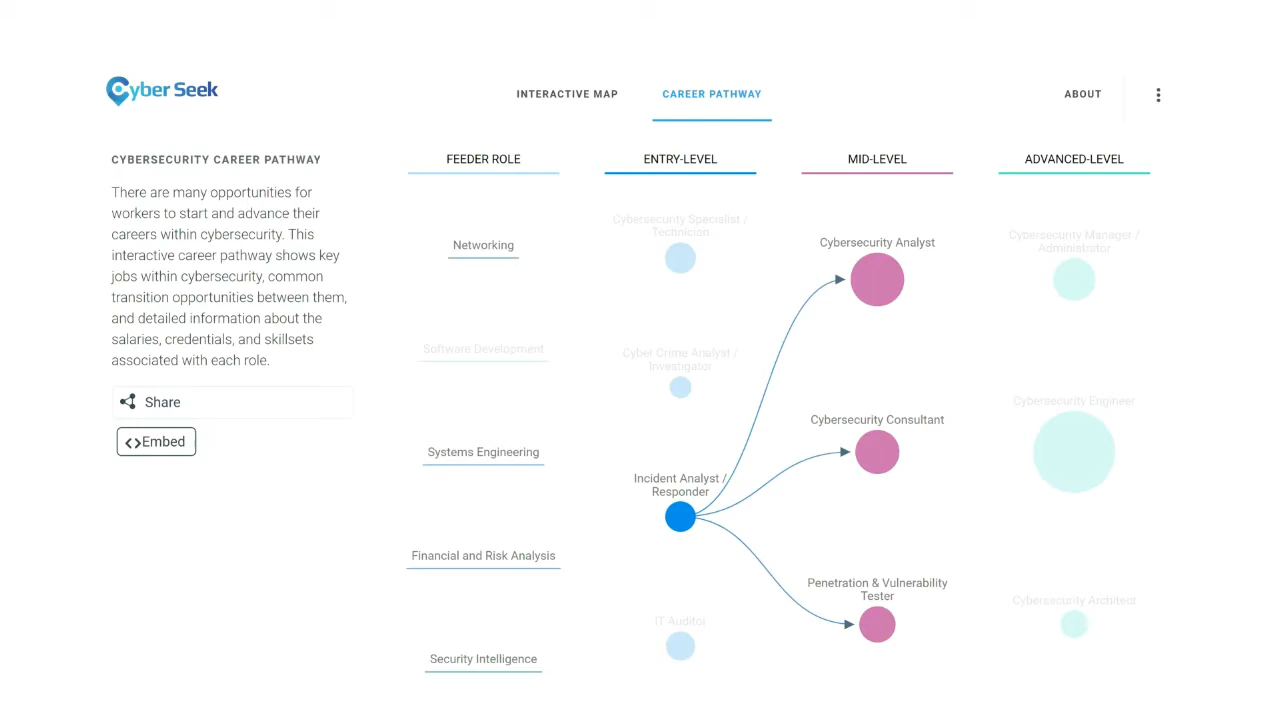 Cyber Seek
INTERACTIVE MAP
CAREER PATHWAY
ABOUT
CYBERSECURITY CAREER PATHWAY
There are many opportunities for
workers to start and advance their
careers within cybersecurity. This
interactive career pathway shows key
jobs within cybersecurity, common
transition opportunities between them,
and detailed information about the
salaries, credentials, and skillsets
associated with each role.
Share
<>Embed
FEEDER ROLE
Networking
Software Development
Systems Engineering
Financial and Risk Analysis
Security Intelligence
ENTRY-LEVEL
Cybersecurity Specialist /
Technician
Cyber Crime Analyst /
Investigator
Incident Analyst /
Responder
IT Auditor
MID-LEVEL
Cybersecurity Analyst
Cybersecurity Consultant
Penetration & Vulnerability
Tester
ADVANCED-LEVEL
Cybersecurity Manager /
Administrator
Cybersecurity Engineer
Cybersecurity Architect